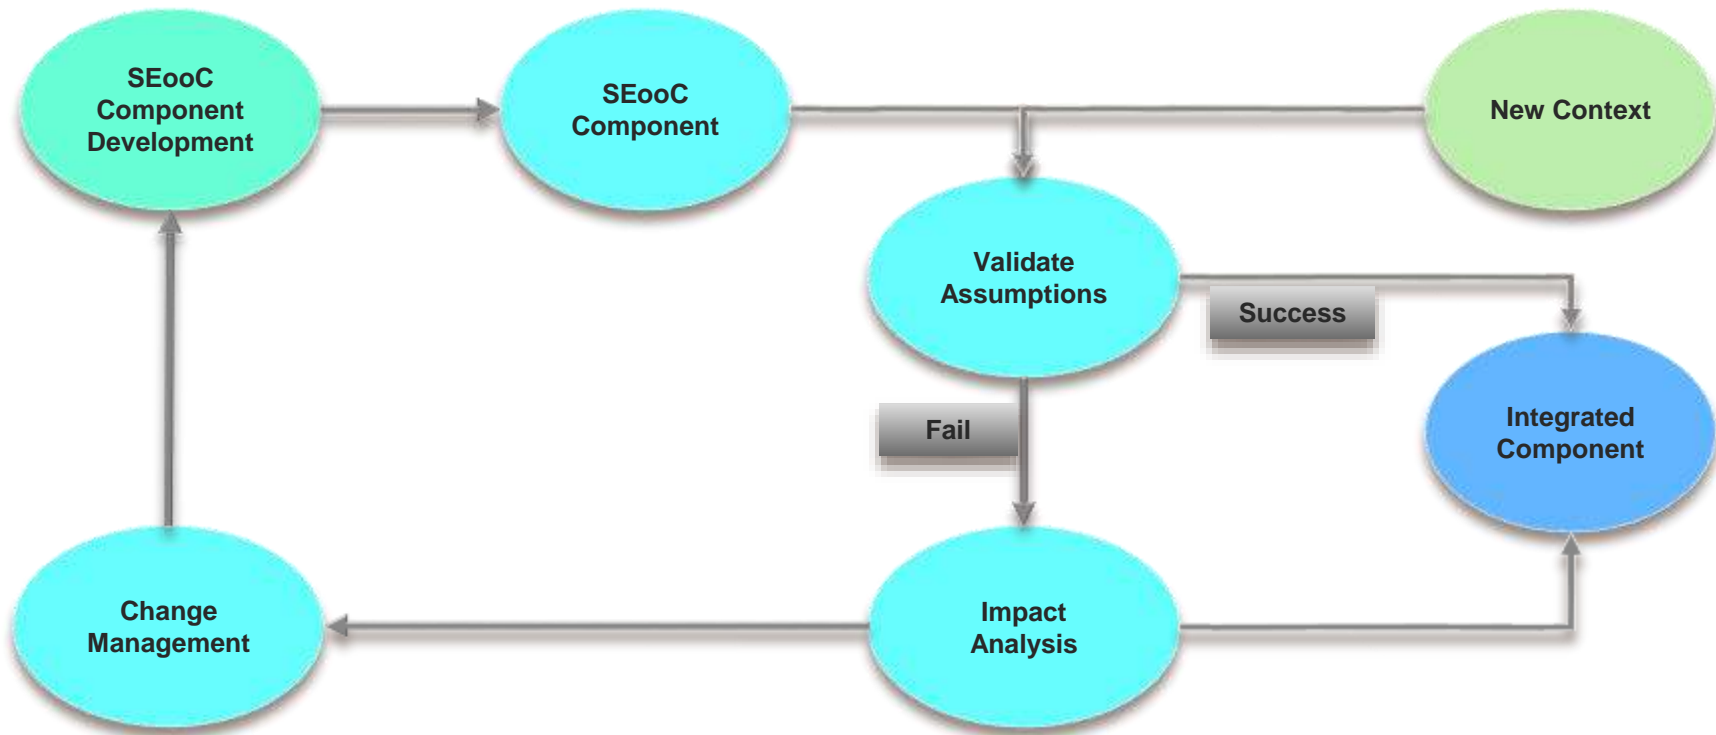 SEooC
Component
Development
SEooC
Component
New Context
Validate
Assumptions
Success
Fail
Integrated
Component
Change
Management
Impact
Analysis